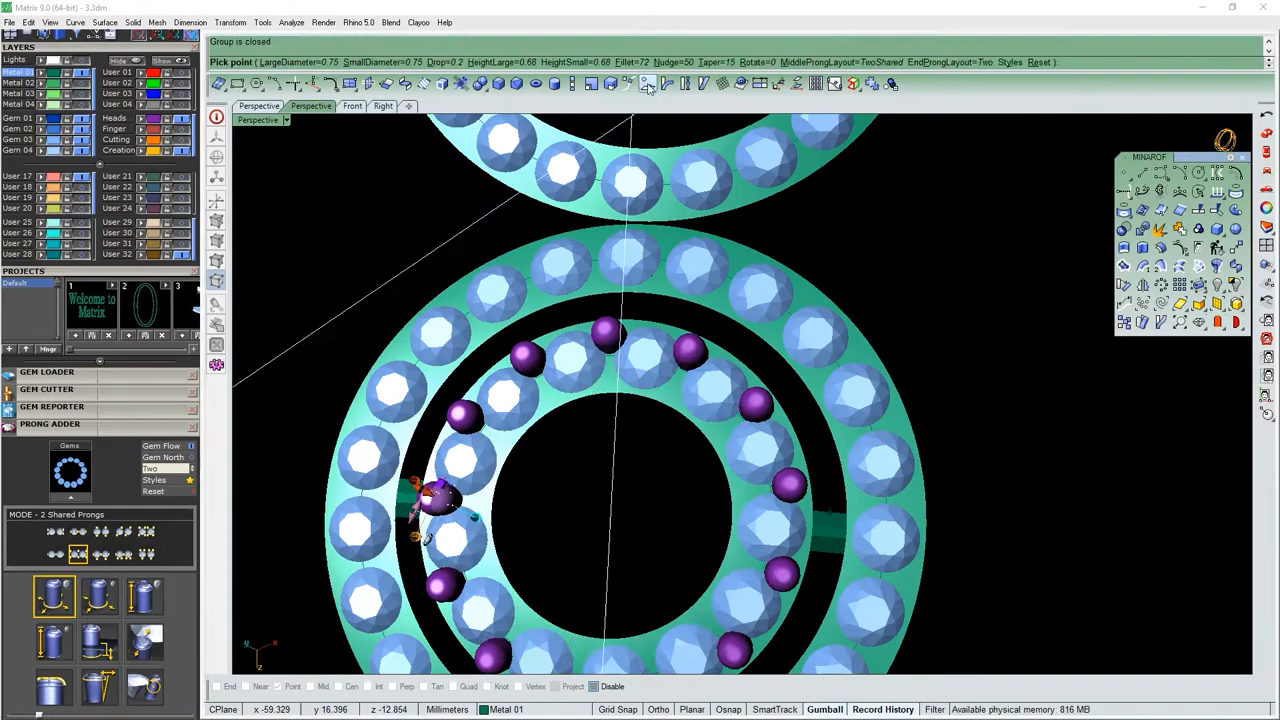 Matrix 9.0 (64-bit) - 3.3dm
File Edit View Curve Surface Solid Mesh Dimension Transform Tools Analyze Render Rhino 5.0 Blend Clayoo Help
Group is closed
Pick point ( LargeDiameter=0.75 SmallDiameter=0.75 Drop=0.2 HeightLarge=0.68 HeightSmall=0.68 Fillet=72 Nudge=50 Taper=15 Rotate=0 MiddleProngLayout=TwoShared EndProngLayout=Two Styles Reset ):
LAYERS
Lights Hide Show
Metal 01 User 01
Metal 02 User 02
Metal 03 User 03
Metal 04 User 04
Gem 01 Heads
Gem 02 Finger
Gem 03 Cutting
Gem 04 Creation
User 17 User 21
User 18 User 22
User 19 User 23
User 20 User 24
User 25 User 29
User 26 User 30
User 27 User 31
User 28 User 32
PROJECTS
Default
1 2 3
Welcome to Matrix
Mngr
GEM LOADER
GEM CUTTER
GEM REPORTER
PRONG ADDER
Gems
Gem Flow
Gem North
Two
Styles
Reset
MODE - 2 Shared Prongs
Perspective Perspective Front Right
Perspective
MINAROF
y x
z
End Near Point Mid Cen Int Perp Tan Quad Knot Vertex Project Disable
CPlane x -59.329 y 16.396 z -12.854 Millimeters Metal 01 Grid Snap Ortho Planar Osnap SmartTrack Gumball Record History Filter Available physical memory: 816 MB